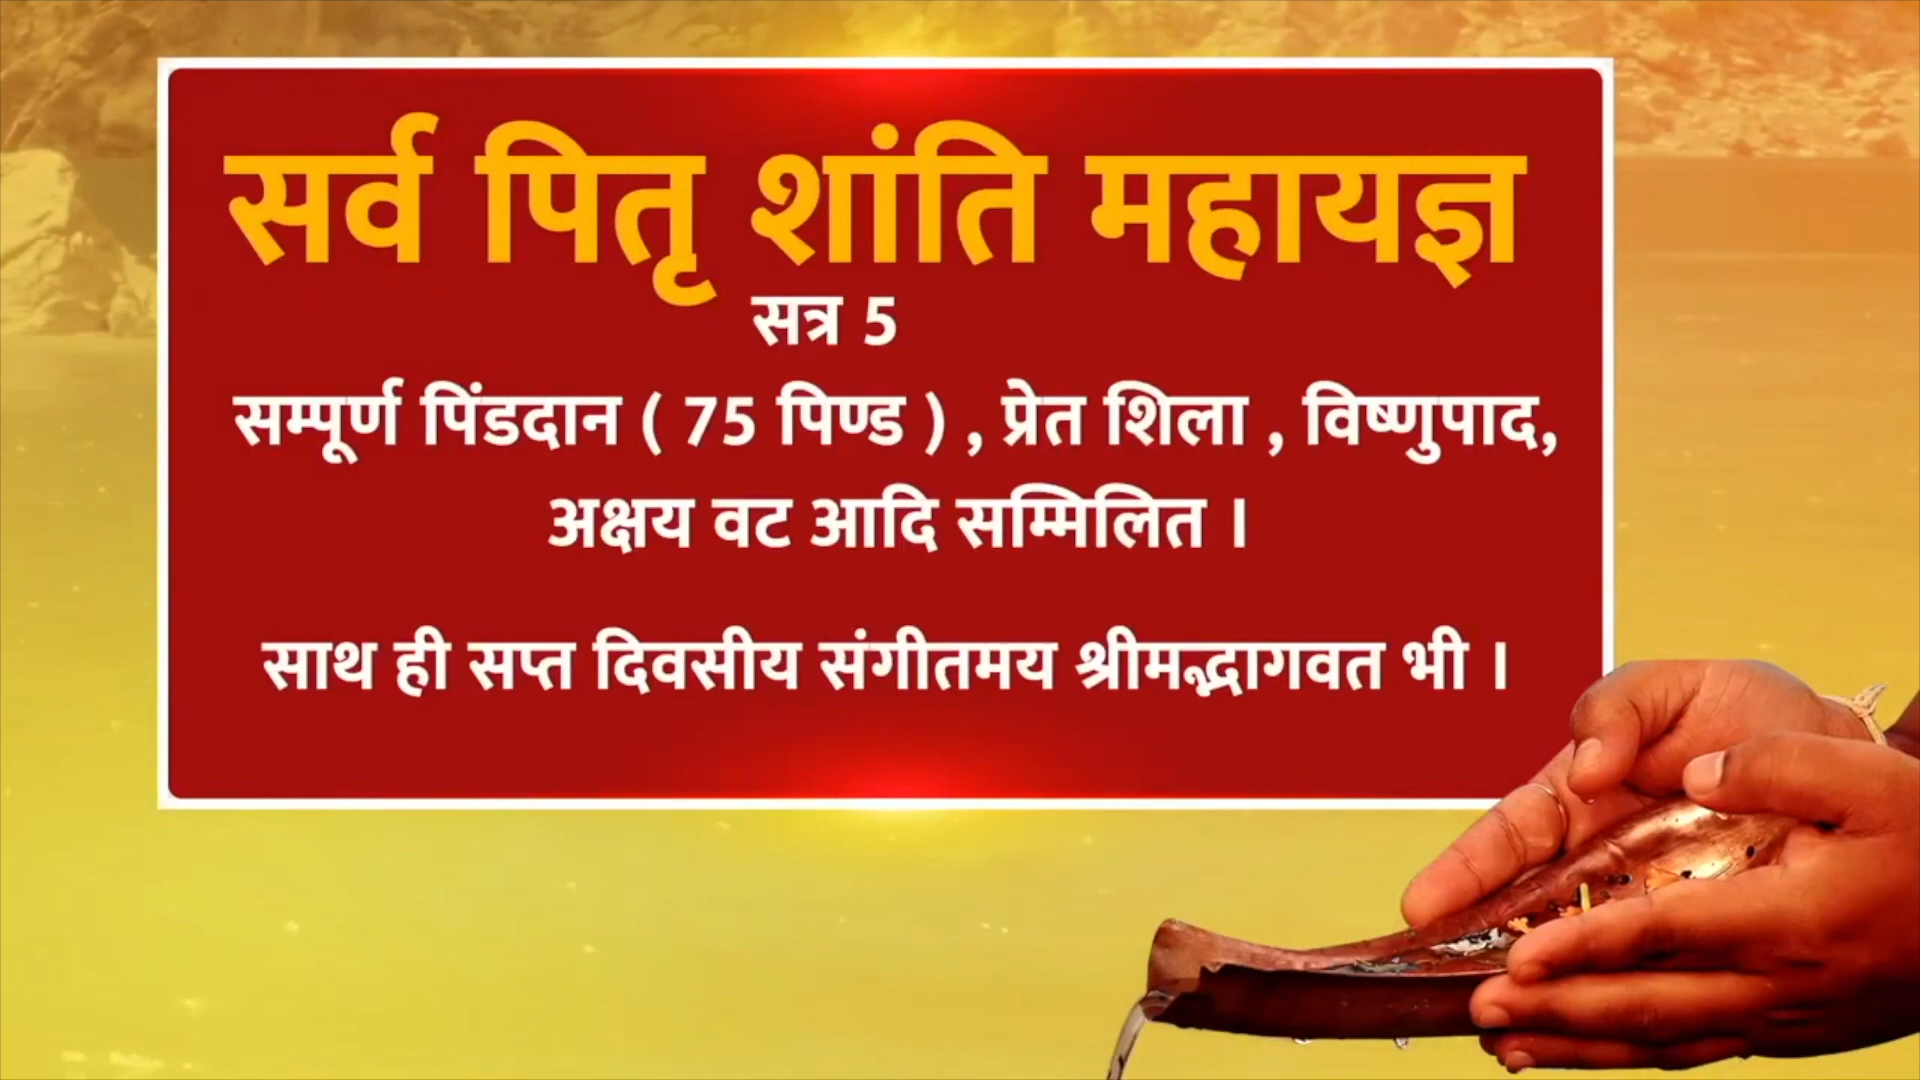 सर्व पितृ शांति महायज्ञ
सत्र 5
सम्पूर्ण पिंडदान ( 75 पिण्ड ) , प्रेत शिला , विष्णुपाद,
अक्षय वट आदि सम्मिलित ।
साथ ही सप्त दिवसीय संगीतमय श्रीमद्भागवत भी ।